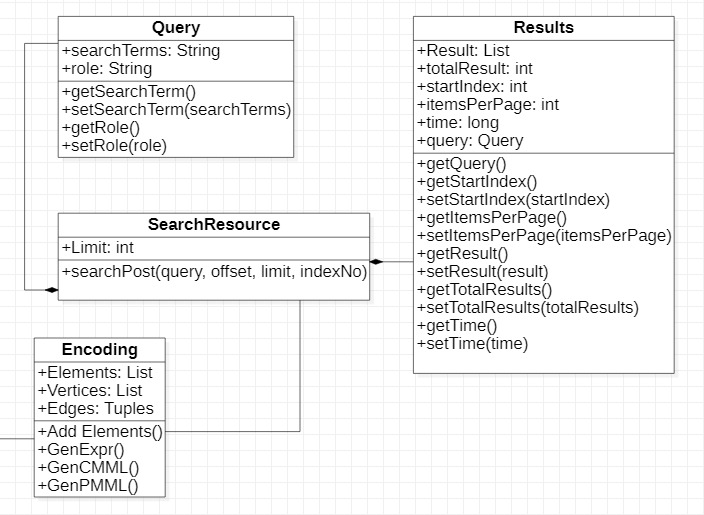 Query
+searchTerms: String
+role: String
+getSearchTerm()
+setSearchTerm(searchTerms)
+getRole()
+setRole(role)
Results
+Result: List
+totalResult: int
+startIndex: int
+itemsPerPage: int
+time: long
+query: Query
+getQuery()
+getStartIndex()
+setStartIndex(startIndex)
+getItemsPerPage()
+setItemsPerPage(itemsPerPage)
+getResult()
+setResult(result)
+getTotalResults()
+setTotalResults(totalResults)
+getTime()
+setTime(time)
SearchResource
+Limit: int
+searchPost(query, offset, limit, indexNo)
Encoding
+Elements: List
+Vertices: List
+Edges: Tuples
+Add Elements()
+GenExpr()
+GenCMML()
+GenPMML()